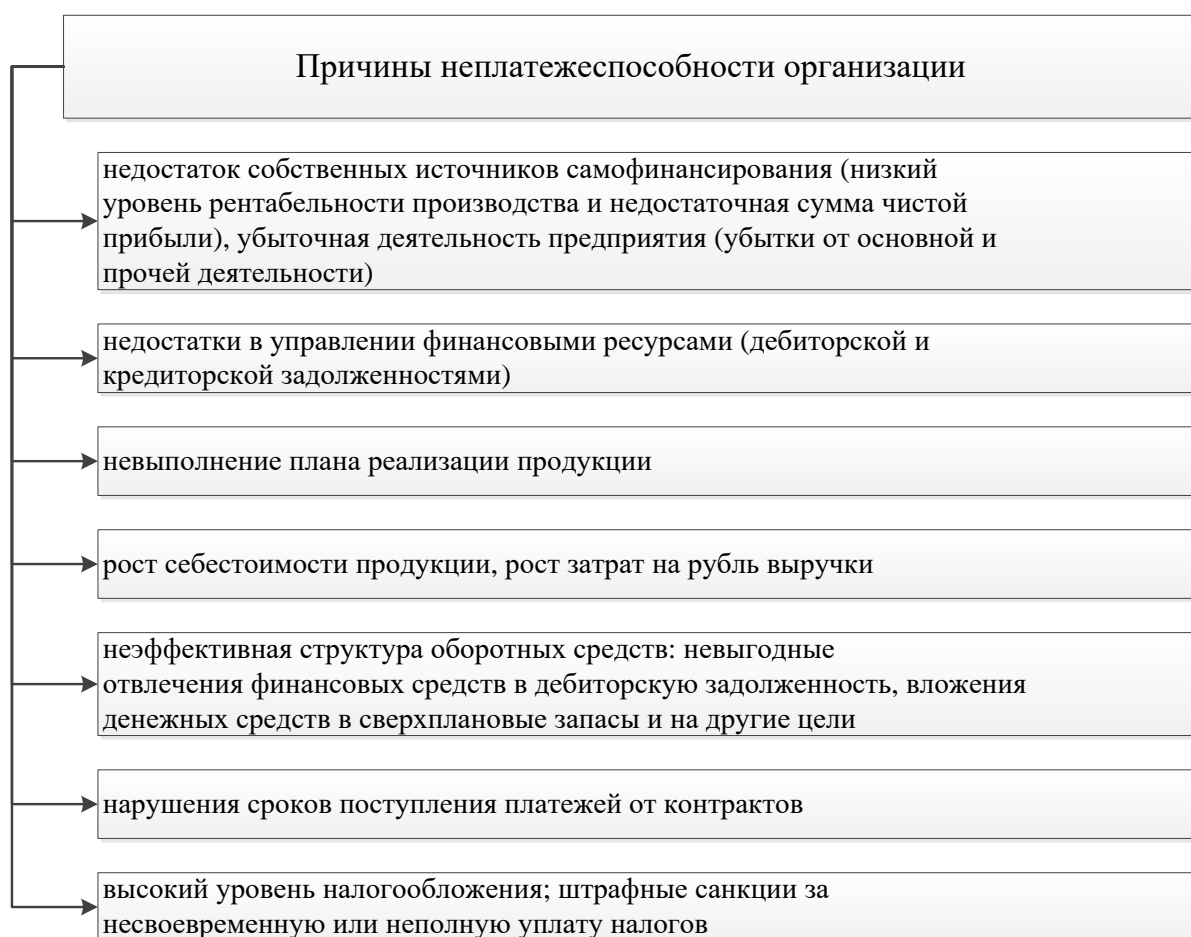 Причины неплатежеспособности организации
недостаток собственных источников самофинансирования (низкий
уровень рентабельности производства и недостаточная сумма чистой
прибыли), убыточная деятельность предприятия (убытки от основной и
прочей деятельности)
недостатки в управлении финансовыми ресурсами (дебиторской и
кредиторской задолженностями)
невыполнение плана реализации продукции
рост себестоимости продукции, рост затрат на рубль выручки
неэффективная структура оборотных средств: невыгодные
отвлечения финансовых средств в дебиторскую задолженность, вложения
денежных средств в сверхплановые запасы и на другие цели
нарушения сроков поступления платежей от контрактов
высокий уровень налогообложения; штрафные санкции за
несвоевременную или неполную уплату налогов